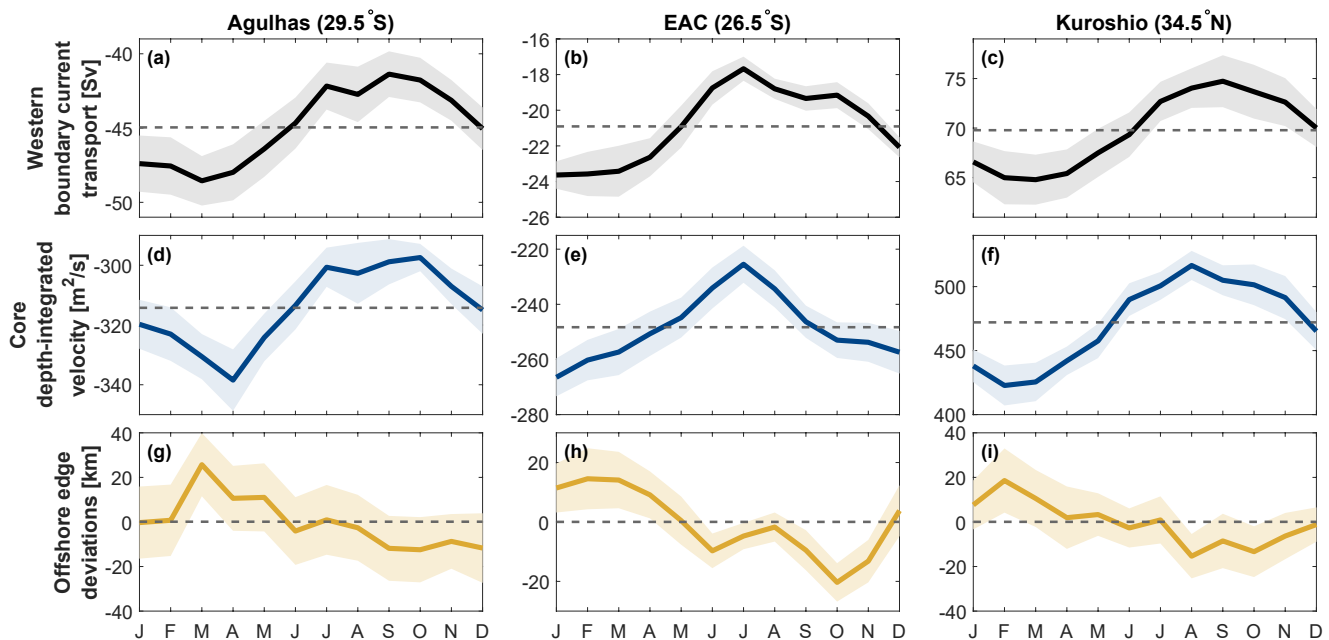 Agulhas (29.5°S)
EAC (26.5°S)
Kuroshio (34.5°N)
Western
boundary current
transport [Sv]
(a)
-40
-45
-50
(b)
-16
-18
-20
-22
-24
-26
(c)
75
70
65
Core
depth-integrated
velocity [m²/s]
(d)
-300
-320
-340
(e)
-220
-240
-260
-280
(f)
500
450
400
Offshore edge
deviations [km]
(g)
40
20
0
-20
-40
J F M A M J J A S O N D
(h)
20
0
-20
J F M A M J J A S O N D
(i)
40
20
0
-20
-40
J F M A M J J A S O N D